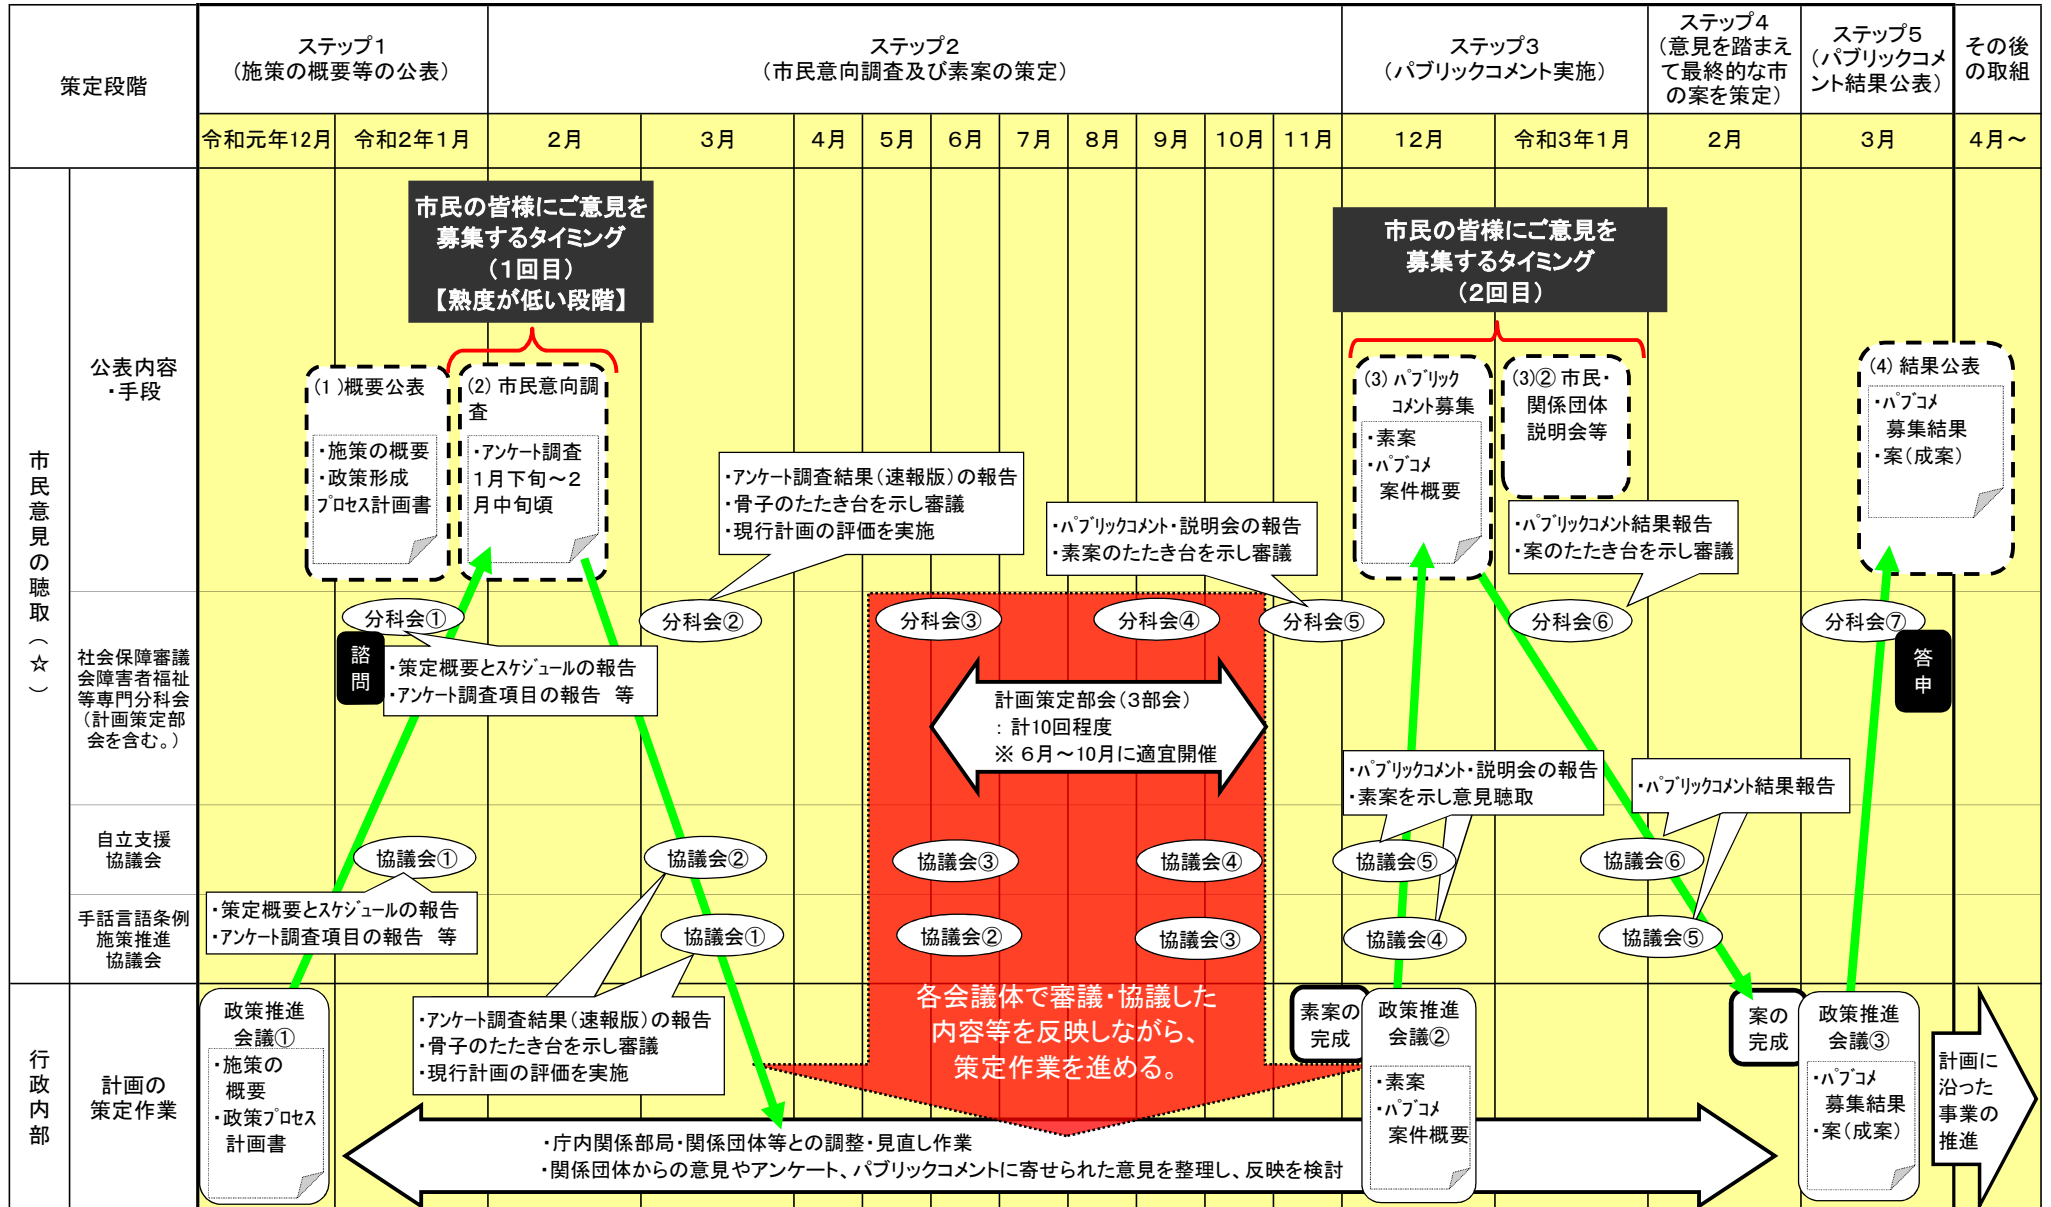 策定段階
ステップ1
（施策の概要等の公表）
ステップ2
（市民意向調査及び素案の策定）
ステップ3
（パブリックコメント実施）
ステップ4
（意見を踏まえ
て最終的な市
の案を策定）
ステップ5
（パブリックコメ
ント結果公表）
その後
の取組
令和元年12月
令和2年1月
2月
3月
4月
5月
6月
7月
8月
9月
10月
11月
12月
令和3年1月
2月
3月
4月～
市民意見の聴取（☆）
公表内容
・手段
市民の皆様にご意見を
募集するタイミング
（1回目）
【熟度が低い段階】
市民の皆様にご意見を
募集するタイミング
（2回目）
(1)概要公表
・施策の概要
・政策形成
ﾌﾟﾛｾｽ計画書
(2) 市民意向調
査
・アンケート調査
1月下旬～2
月中旬頃
・アンケート調査結果（速報版）の報告
・骨子のたたき台を示し審議
・現行計画の評価を実施
・パブリックコメント・説明会の報告
・素案のたたき台を示し審議
(3) ﾊﾟﾌﾞﾘｯｸ
ｺﾒﾝﾄ募集
・素案
・ﾊﾟﾌﾞｺﾒ
案件概要
(3)② 市民・
関係団体
説明会等
・ﾊﾟﾌﾞﾘｯｸｺﾒﾝﾄ結果報告
・案のたたき台を示し審議
(4) 結果公表
・ﾊﾟﾌﾞｺﾒ
募集結果
・案（成案）
社会保障審議
会障害者福祉
等専門分科会
（計画策定部
会を含む。）
分科会①
分科会②
分科会③
分科会④
分科会⑤
分科会⑥
分科会⑦
諮問
・策定概要とスケジュールの報告
・アンケート調査項目の報告 等
計画策定部会（3部会）
：計10回程度
※ 6月～10月に適宜開催
答申
・ﾊﾟﾌﾞﾘｯｸｺﾒﾝﾄ・説明会の報告
・素案を示し意見聴取
・ﾊﾟﾌﾞﾘｯｸｺﾒﾝﾄ結果報告
自立支援
協議会
協議会①
協議会②
協議会③
協議会④
協議会⑤
協議会⑥
・策定概要とスケジュールの報告
・アンケート調査項目の報告 等
手話言語条例
施策推進
協議会
協議会①
協議会②
協議会③
協議会④
協議会⑤
行政内部
計画の
策定作業
政策推進
会議①
・施策の
概要
・政策ﾌﾟﾛｾｽ
計画書
・アンケート調査結果（速報版）の報告
・骨子のたたき台を示し審議
・現行計画の評価を実施
各会議体で審議・協議した
内容等を反映しながら、
策定作業を進める。
素案の
完成
政策推進
会議②
・素案
・ﾊﾟﾌﾞｺﾒ
案件概要
案の
完成
政策推進
会議③
・ﾊﾟﾌﾞｺﾒ
募集結果
・案（成案）
計画に
沿った
事業の
推進
・庁内関係部局・関係団体等との調整・見直し作業
・関係団体からの意見やアンケート、パブリックコメントに寄せられた意見を整理し、反映を検討